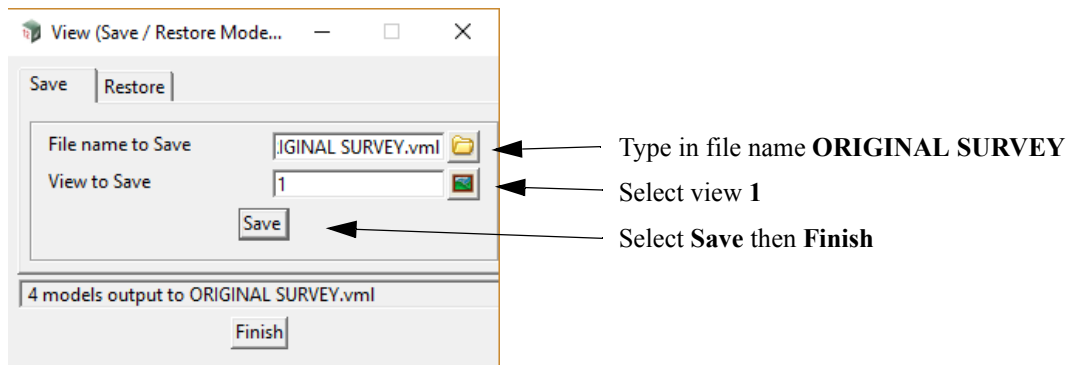 View (Save / Restore Mode...
Save Restore
File name to Save IGINAL SURVEY.vml
View to Save 1
Save
4 models output to ORIGINAL SURVEY.vml
Finish
Type in file name ORIGINAL SURVEY
Select view 1
Select Save then Finish